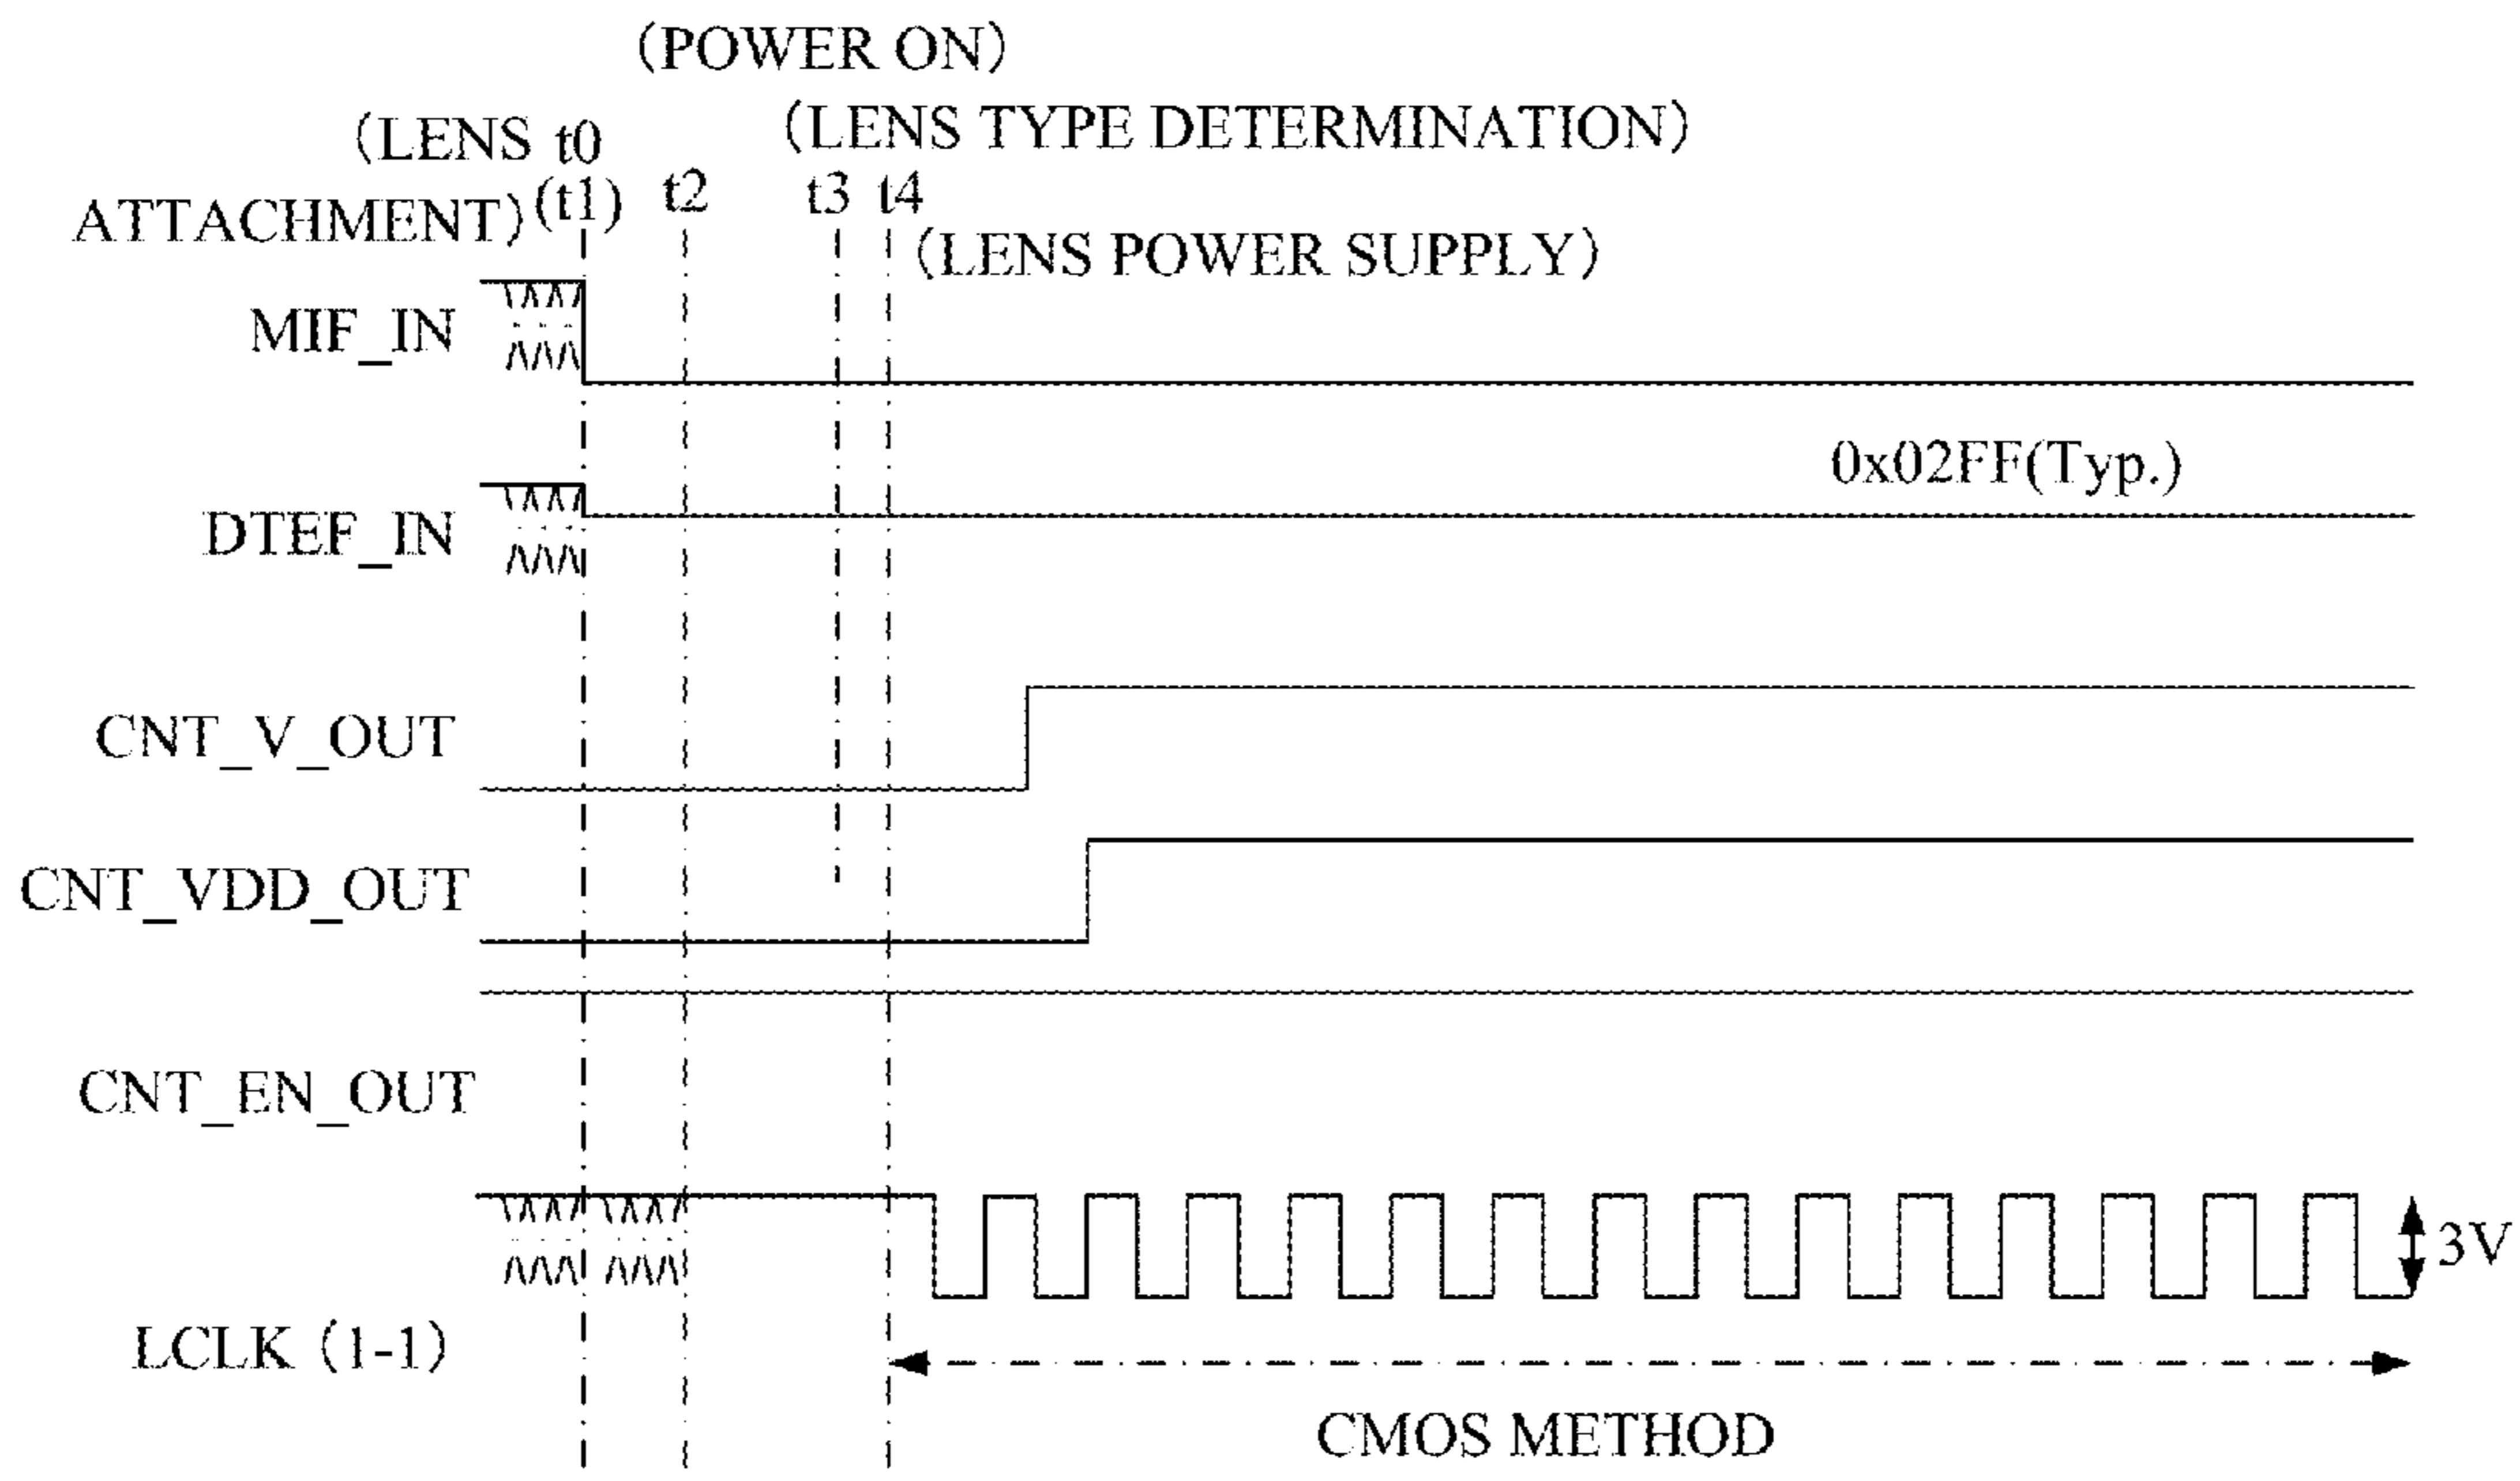 (POWER ON)
(LENS TYPE DETERMINATION)
(LENS t0
ATTACHMENT) (t1) t2 t3 t4
(LENS POWER SUPPLY)
MIF_IN
0x02FF(Typ.)
DTEF_IN
CNT_V_OUT
CNT_VDD_OUT
CNT_EN_OUT
3V
LCLK (1-1)
CMOS METHOD